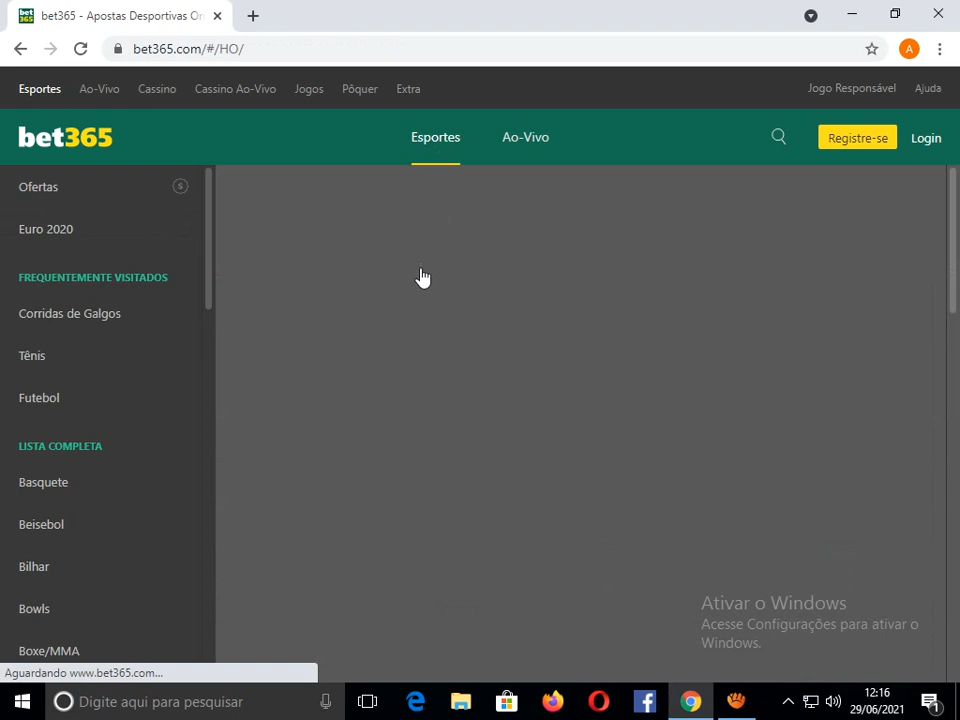 bet365 - Apostas Desportivas On
bet365.com/#/HO/
A
Esportes Ao-Vivo Cassino Cassino Ao-Vivo Jogos Pôquer Extra Jogo Responsável Ajuda
bet365 Esportes Ao-Vivo Registre-se Login
Ofertas S
Euro 2020
FREQUENTEMENTE VISITADOS
Corridas de Galgos
Tênis
Futebol
LISTA COMPLETA
Basquete
Beisebol
Bilhar
Bowls
Boxe/MMA
Ativar o Windows
Acesse Configurações para ativar o
Windows.
Aguardando www.bet365.com...
Digite aqui para pesquisar
12:16
29/06/2021
1